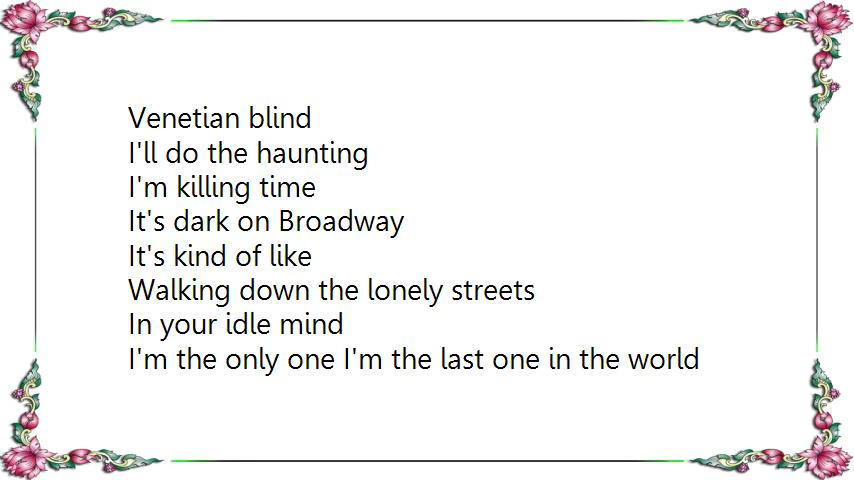 Venetian blind
I'll do the haunting
I'm killing time
It's dark on Broadway
It's kind of like
Walking down the lonely streets
In your idle mind
I'm the only one I'm the last one in the world